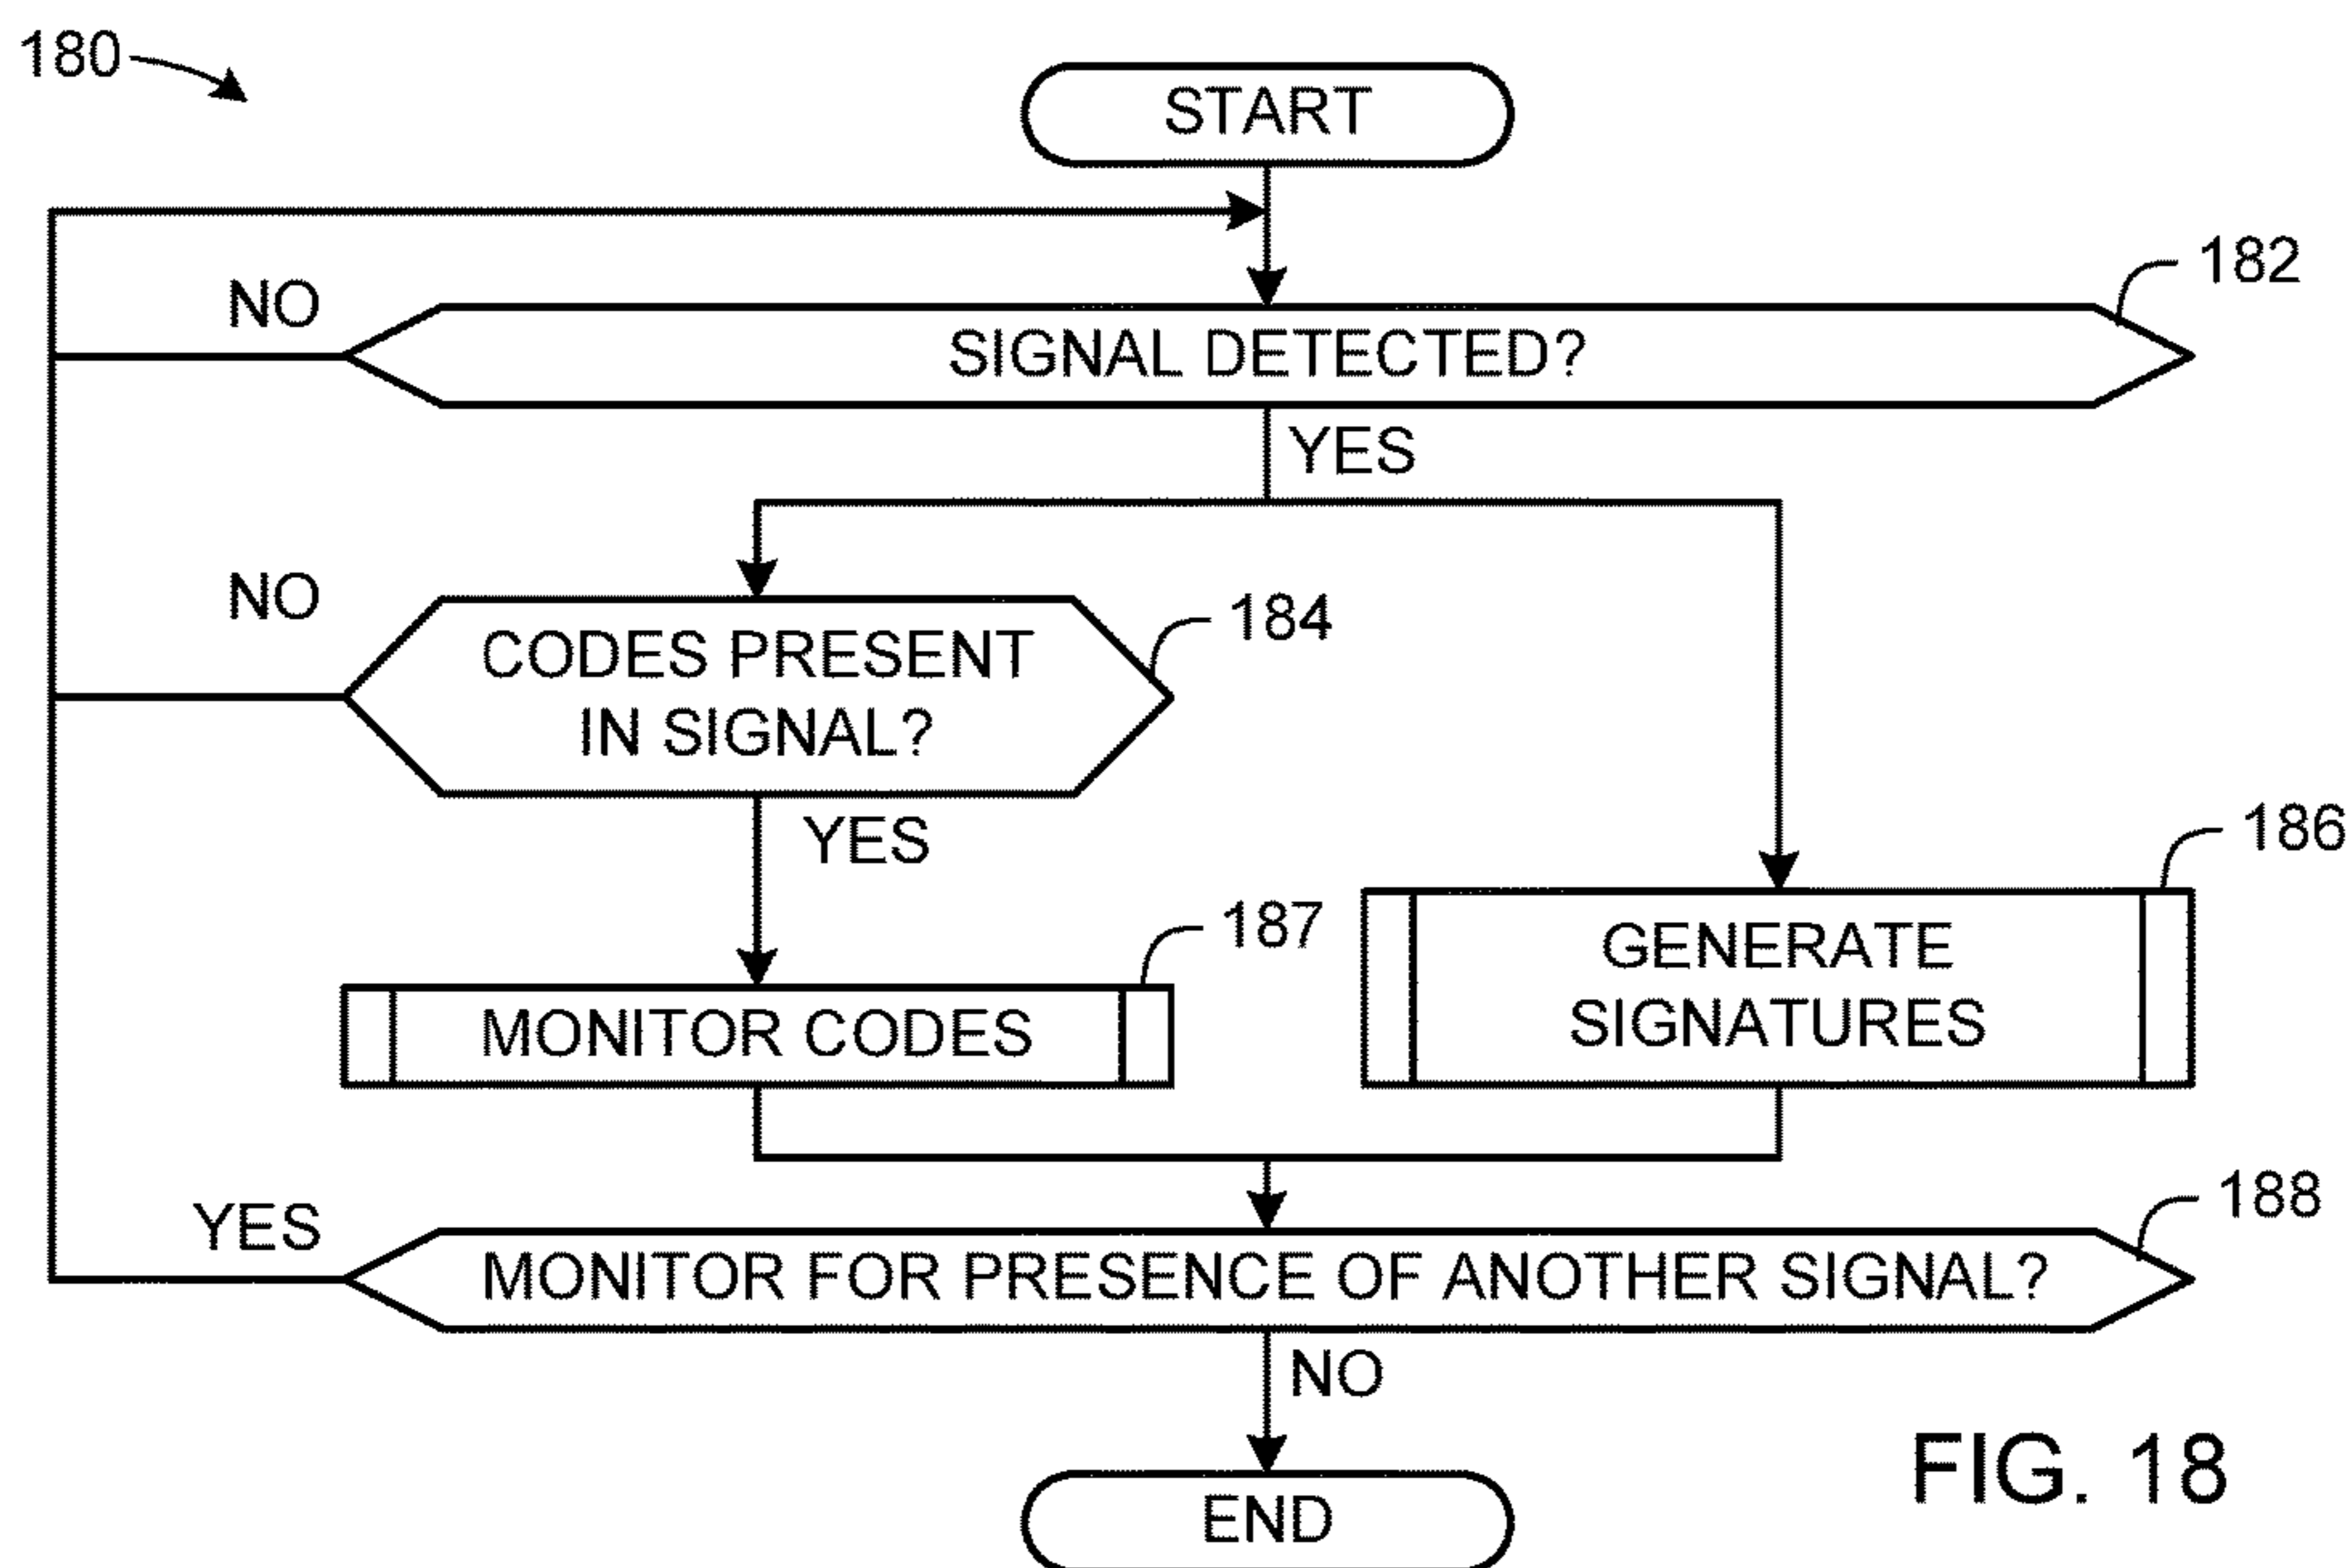 180
START
NO
182
SIGNAL DETECTED?
YES
NO
184
CODES PRESENT
IN SIGNAL?
YES
186
187
GENERATE
SIGNATURES
MONITOR CODES
YES
188
MONITOR FOR PRESENCE OF ANOTHER SIGNAL?
NO
FIG. 18
END